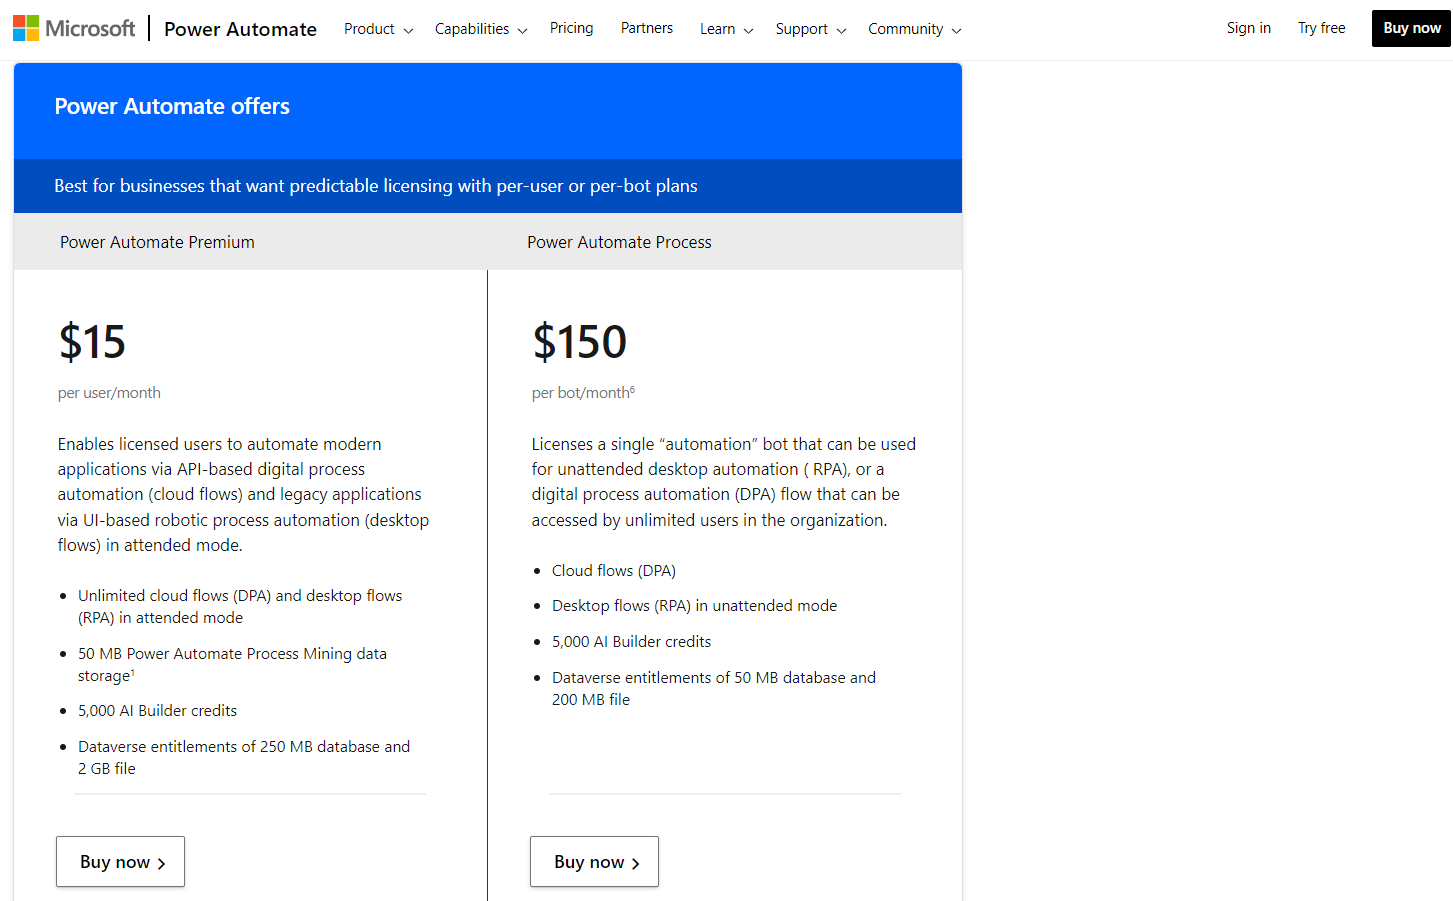 Microsoft Power Automate Product Capabilities Pricing Partners Learn Support Community Sign in Try free Buy now
Power Automate offers
Best for businesses that want predictable licensing with per-user or per-bot plans
Power Automate Premium
$15
per user/month
Enables licensed users to automate modern
applications via API-based digital process
automation (cloud flows) and legacy applications
via UI-based robotic process automation (desktop
flows) in attended mode.
• Unlimited cloud flows (DPA) and desktop flows
(RPA) in attended mode
• 50 MB Power Automate Process Mining data
storage¹
• 5,000 AI Builder credits
• Dataverse entitlements of 250 MB database and
2 GB file
Buy now
Power Automate Process
$150
per bot/month⁶
Licenses a single “automation” bot that can be used
for unattended desktop automation ( RPA), or a
digital process automation (DPA) flow that can be
accessed by unlimited users in the organization.
• Cloud flows (DPA)
• Desktop flows (RPA) in unattended mode
• 5,000 AI Builder credits
• Dataverse entitlements of 50 MB database and
200 MB file
Buy now